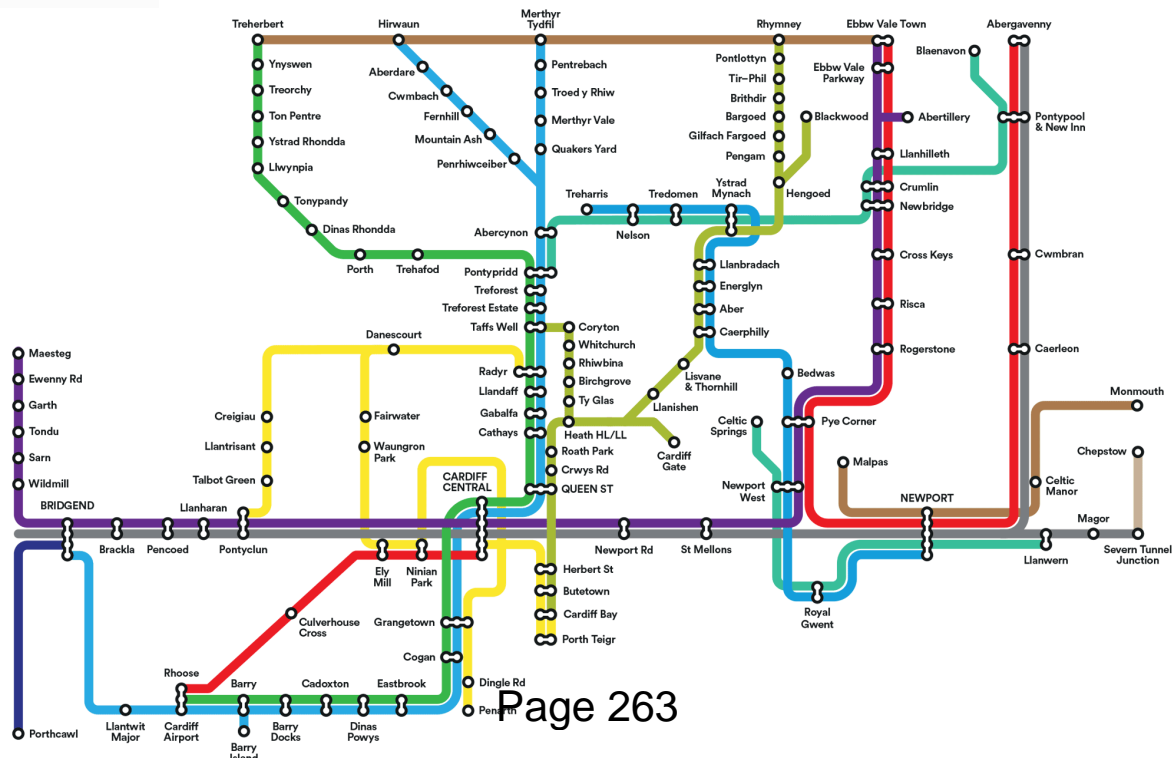 Treherbert
Hirwaun
Merthyr
Tydfil
Rhymney
Ebbw Vale Town
Abergavenny
Ynyswen
Treorchy
Ton Pentre
Ystrad Rhondda
Llwynpia
Tonypandy
Dinas Rhondda
Porth
Trehafod
Aberdare
Cwmbach
Fernhill
Mountain Ash
Penrhiwceiber
Pentrebach
Troed y Rhiw
Merthyr Vale
Quakers Yard
Abercynon
Pontypridd
Treforest
Treforest Estate
Taffs Well
Radyr
Llandaff
Gabalfa
Cathays
QUEEN ST
Pontlottyn
Tir–Phil
Brithdir
Bargoed
Gilfach Fargoed
Pengam
Blackwood
Hengoed
Treharris
Nelson
Tredomen
Ystrad
Mynach
Llanbradach
Energlyn
Aber
Caerphilly
Lisvane
& Thornhill
Llanishen
Cardiff
Gate
Coryton
Whitchurch
Rhiwbina
Birchgrove
Ty Glas
Heath HL/LL
Roath Park
Crwys Rd
Ebbw Vale
Parkway
Abertillery
Llanhilleth
Crumlin
Newbridge
Cross Keys
Risca
Rogerstone
Pye Corner
Blaenavon
Pontypool
& New Inn
Cwmbran
Caerleon
Bedwas
Celtic
Springs
Newport
West
Royal
Gwent
Malpas
NEWPORT
Monmouth
Celtic
Manor
Chepstow
Magor
Severn Tunnel
Junction
Llanwern
Maesteg
Ewenny Rd
Garth
Tondu
Sarn
Wildmill
BRIDGEND
Brackla
Pencoed
Llanharan
Pontyclun
Talbot Green
Llantrisant
Creigiau
Danescourt
Fairwater
Waungron
Park
CARDIFF
CENTRAL
Newport Rd
St Mellons
Ely
Mill
Ninian
Park
Herbert St
Butetown
Cardiff Bay
Porth Teigr
Culverhouse
Cross
Grangetown
Cogan
Dingle Rd
Penarth
Rhoose
Cardiff
Airport
Barry
Barry
Island
Barry
Docks
Cadoxton
Dinas
Powys
Eastbrook
Llantwit
Major
Porthcawl
Page 263